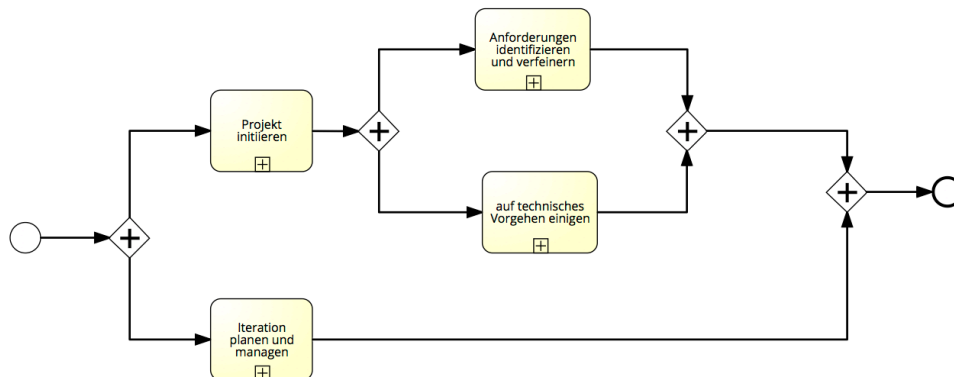 Anforderungen
identifizieren
und verfeinern
Projekt
initiieren
auf technisches
Vorgehen einigen
Iteration
planen und
managen